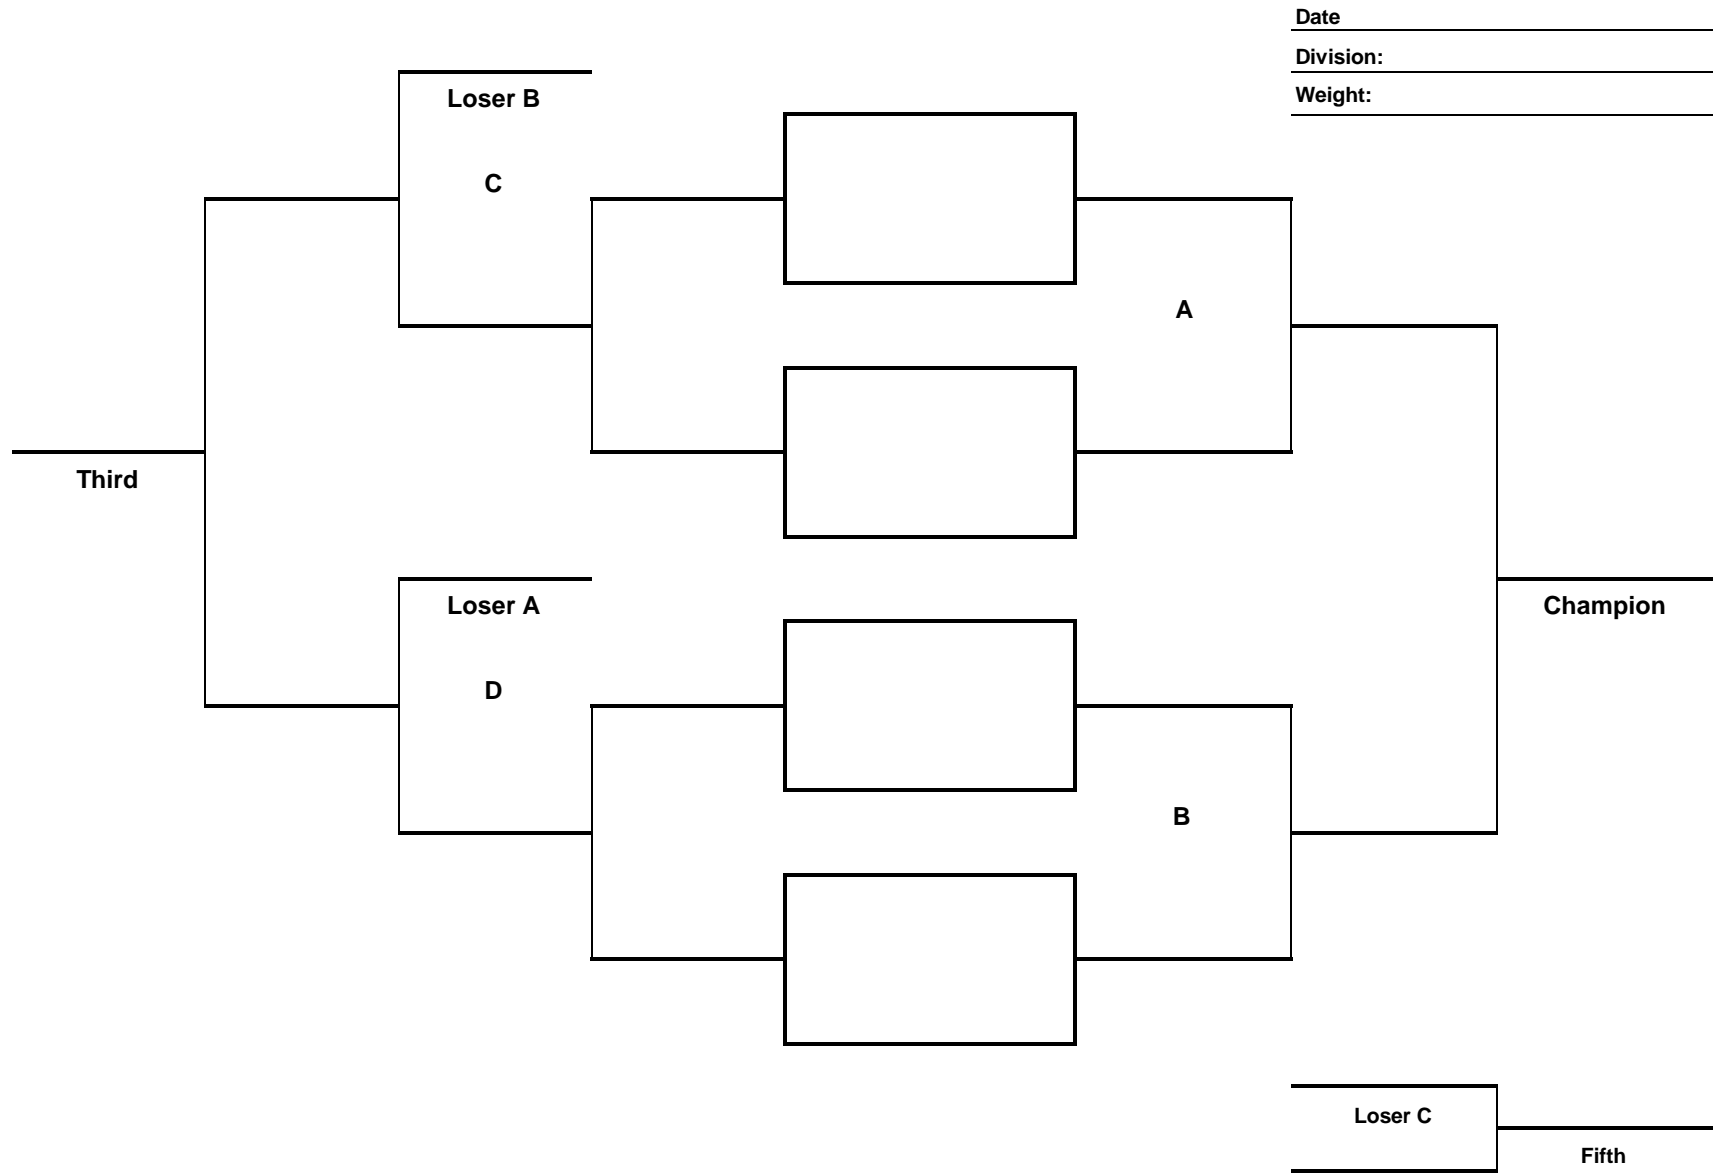 Date
Division:
Weight:
Loser B
C
A
Third
Loser A
Champion
D
B
Loser C
Fifth